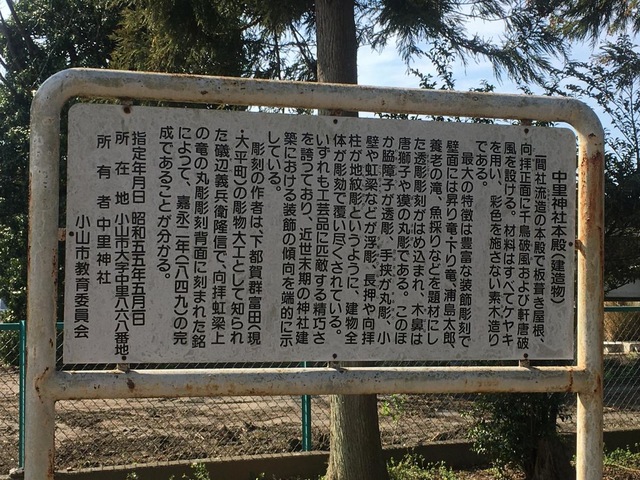 中里神社本殿(建造物)
一間社流造の本殿で板葺き屋根、
向拝正面に千鳥破風および軒唐破
風を設ける。材料はすべてケヤキ
を用い、彩色を施さない素木造り
である。
最大の特徴は豊富な装飾彫刻で
壁面には昇り竜・下り竜、浦島太郎、
養老の滝、魚採りなどを題材にし
た透彫彫刻がはめ込まれ、木鼻は
唐獅子や獏の丸彫である。このほ
か脇障子が透彫、手挟が丸彫、小
壁や虹梁などが浮彫、長押や向拝
柱が地紋彫というように、建物全
体が彫刻で覆い尽くされている。
いずれも工芸品に匹敵する精巧さ
を誇っており、近世末期の神社建
築における装飾の傾向を端的に示
している。
彫刻の作者は、下都賀群富田(現
・大平町)の彫物大工として知られ
た磯辺義兵衛隆信で、向拝虹梁上
の竜の丸彫彫刻背面に刻まれた銘
によって、嘉永二年(一八四九)の完
成であることが分かる。
指定年月日 昭和五五年五月一日
所在地 小山市大字中里八六八番地
所有者 中里神社
小山市教育委員会